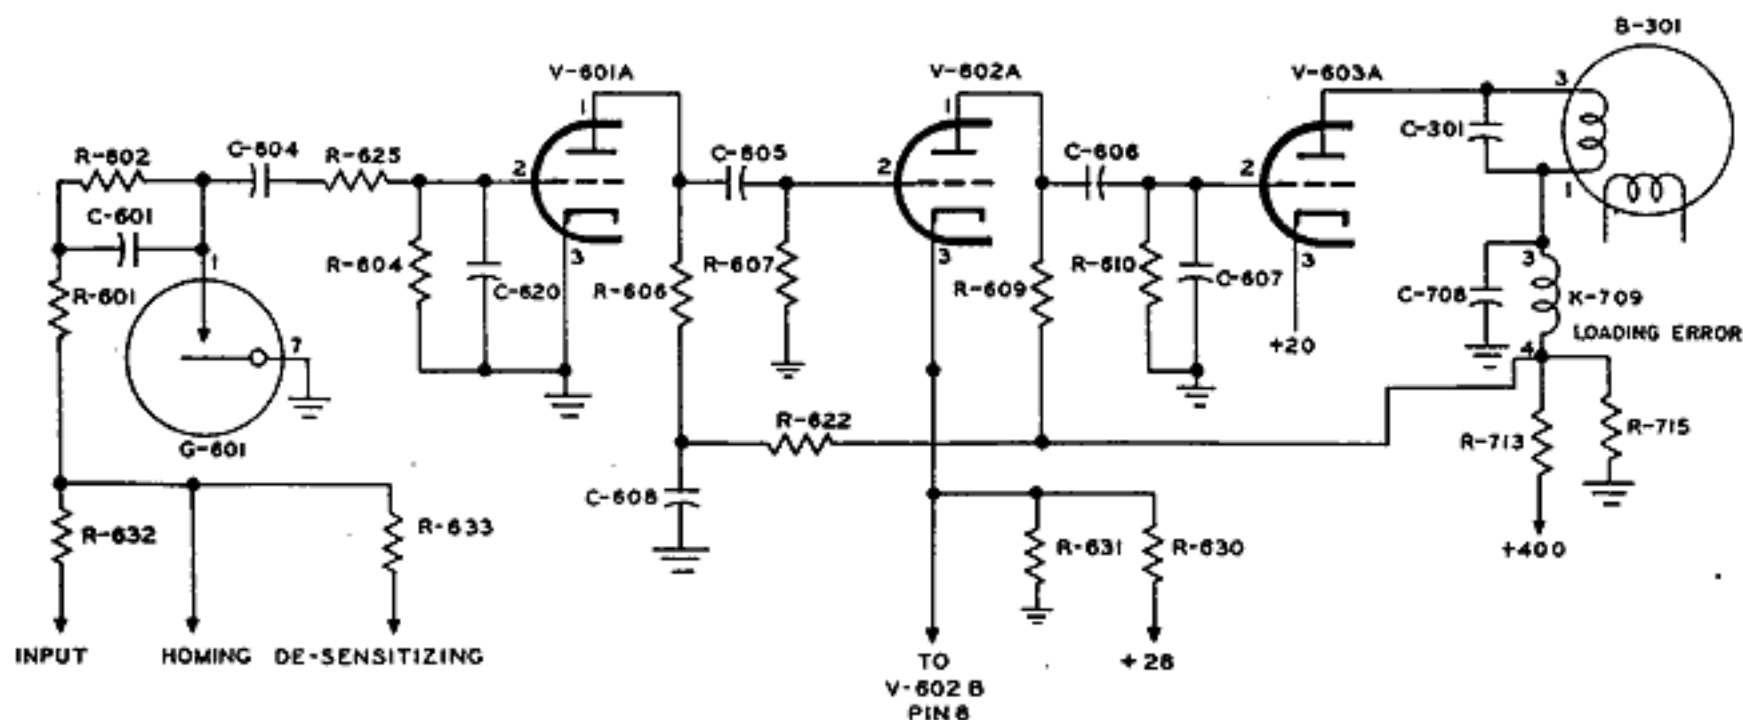 B-301
V-601A
V-602A
V-603A
1
1
3
C-301
R-602
C-604
R-625
C-605
C-606
2
2
2
1
C-601
3
3
3
R-601
1
R-604
C-620
R-606
R-607
R-609
R-610
C-607
3
C-708
K-709
LOADING ERROR
+20
4
7
G-601
R-622
R-713
R-715
C-608
R-632
R-633
R-631
R-630
+400
INPUT
HOMING
DE-SENSITIZING
TO
V-602B
PIN 8
+28